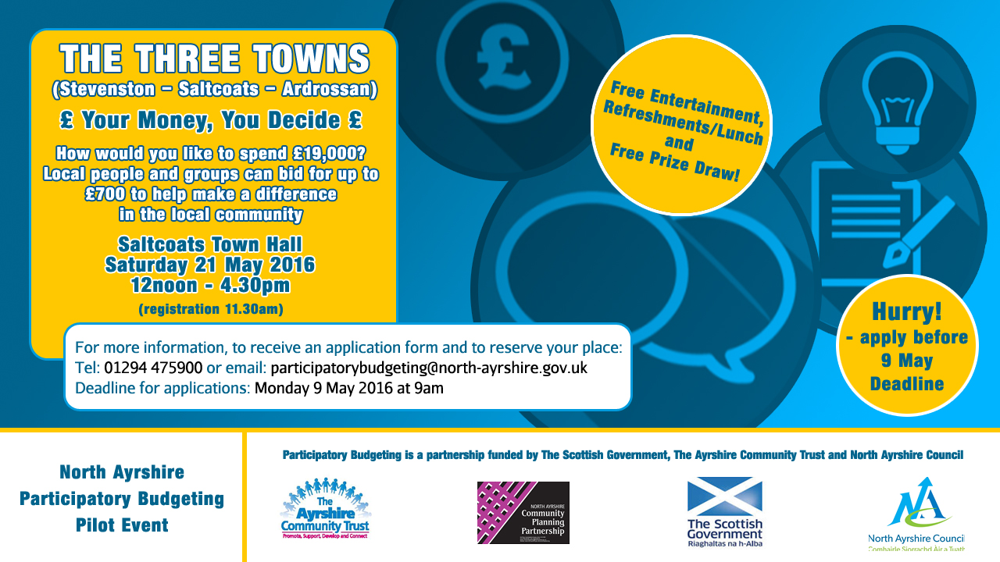 THE THREE TOWNS
(Stevenston – Saltcoats – Ardrossan)
£ Your Money, You Decide £
How would you like to spend £19,000?
Local people and groups can bid for up to
£700 to help make a difference
in the local community
Saltcoats Town Hall
Saturday 21 May 2016
12noon - 4.30pm
(registration 11.30am)
For more information, to receive an application form and to reserve your place:
Tel: 01294 475900 or email: participatorybudgeting@north-ayrshire.gov.uk
Deadline for applications: Monday 9 May 2016 at 9am
£
Free Entertainment,
Refreshments/Lunch
and
Free Prize Draw!
Hurry!
- apply before
9 May
Deadline
North Ayrshire
Participatory Budgeting
Pilot Event
Participatory Budgeting is a partnership funded by The Scottish Government, The Ayrshire Community Trust and North Ayrshire Council
The
Ayrshire
Community Trust
Promote, Support, Develop and Connect
NORTH AYRSHIRE
Community
Planning
Partnership
The Scottish
Government
Riaghaltas na h-Alba
North Ayrshire Council
Comhairle Siorrachd Àir a Tuath